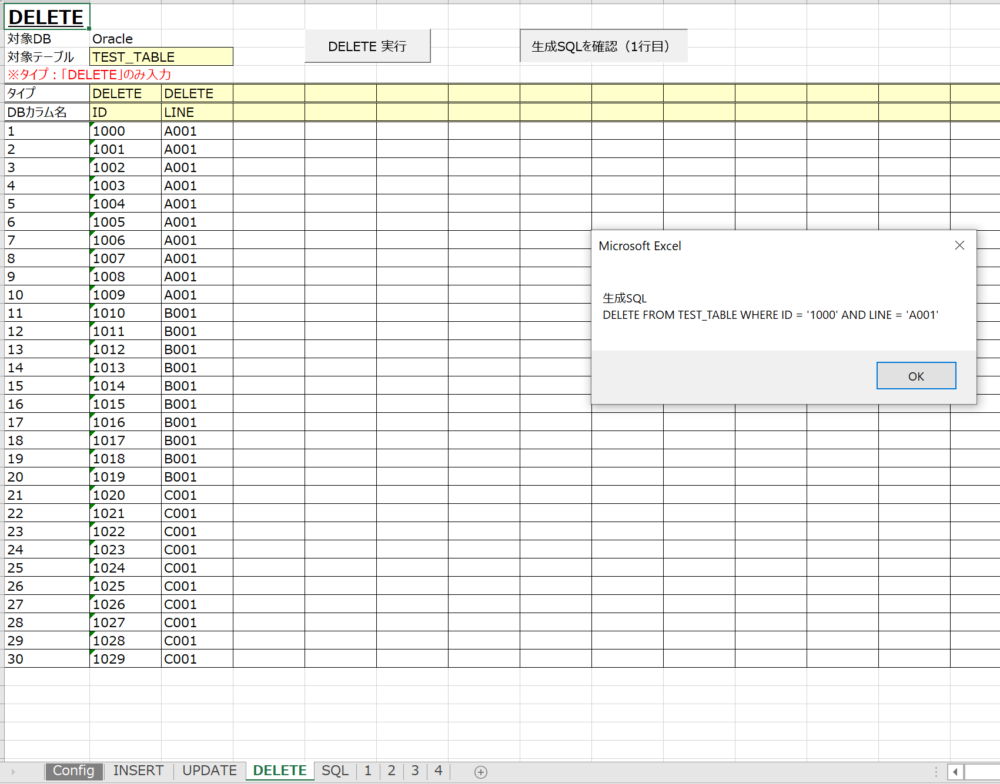 DELETE
対象DB Oracle
対象テーブル TEST_TABLE
DELETE 実行
生成SQLを確認（1行目）
※タイプ：「DELETE」のみ入力
タイプ DELETE DELETE
DBカラム名 ID LINE
1 1000 A001
2 1001 A001
3 1002 A001
4 1003 A001
5 1004 A001
6 1005 A001
7 1006 A001
8 1007 A001
9 1008 A001
10 1009 A001
11 1010 B001
12 1011 B001
13 1012 B001
14 1013 B001
15 1014 B001
16 1015 B001
17 1016 B001
18 1017 B001
19 1018 B001
20 1019 B001
21 1020 C001
22 1021 C001
23 1022 C001
24 1023 C001
25 1024 C001
26 1025 C001
27 1026 C001
28 1027 C001
29 1028 C001
30 1029 C001
Microsoft Excel
生成SQL
DELETE FROM TEST_TABLE WHERE ID = '1000' AND LINE = 'A001'
OK
Config INSERT UPDATE DELETE SQL 1 2 3 4